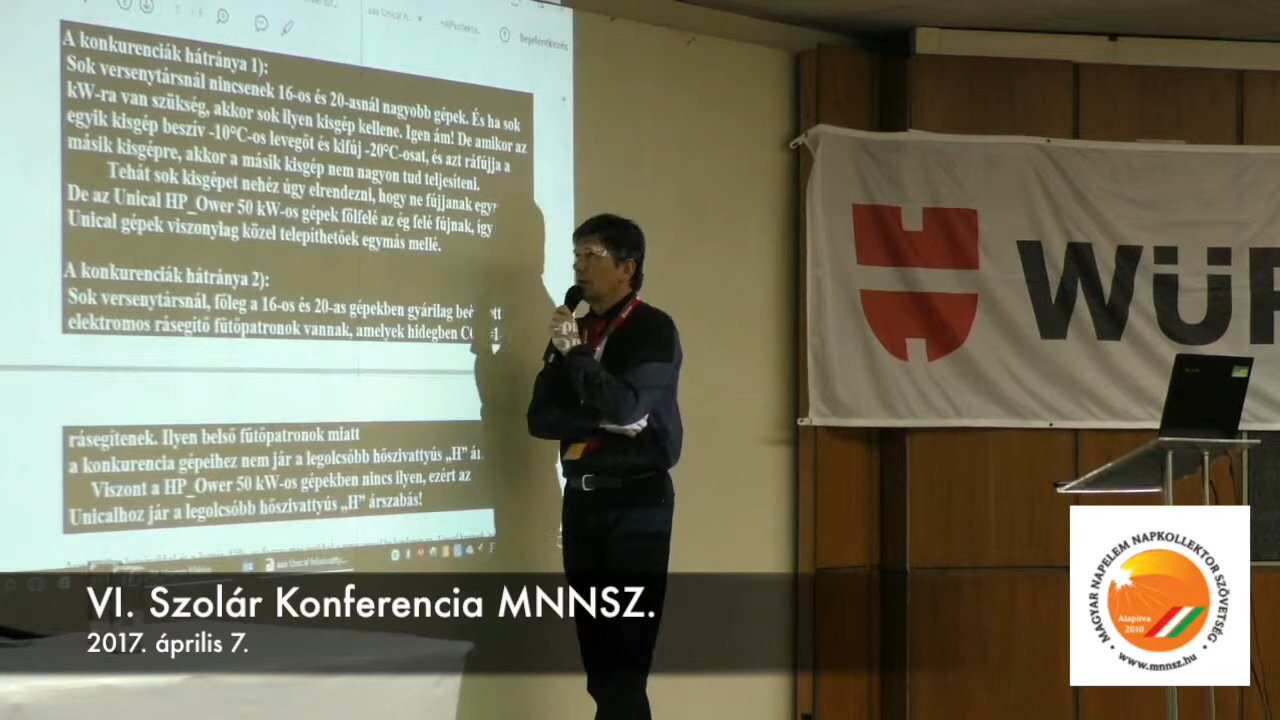 Bejelentkezés
A konkurenciák hátránya 1):
Sok versenytársnál nincsenek 16-os és 20-asnál nagyobb gépek. És ha sok
kW-ra van szükség, akkor sok ilyen kisgép kellene. Igen ám! De amikor az
egyik kisgép beszív -10°C-os levegőt és kifúj -20°C-osat, és azt ráfújja a
másik kisgépre, akkor a másik kisgép nem nagyon tud teljesíteni.
Tehát sok kisgépet nehéz úgy elrendezni, hogy ne fújjanak
De az Unical HP_Ower 50 kW-os gépek fölfelé az ég felé fújnak, így
Unical gépek viszonylag közel telepíthetőek egymás mellé.
A konkurenciák hátránya 2):
Sok versenytársnál, főleg a 16-os és 20-as gépekben gyárilag
elektromos rásegítő fűtőpatronok vannak, amelyek hidegben
rásegítenek. Ilyen belső fűtőpatronok miatt
a konkurencia gépeihez nem jár a legolcsóbb hőszivattyús „H”
Viszont a HP_Ower 50 kW-os gépekben nincs ilyen, ezért az
Unicalhoz jár a legolcsóbb hőszivattyús „H” árszabás!
WÜR
VI. Szolár Konferencia MNNSZ.
2017. április 7.
MAGYAR NAPELEM NAPKOLLEKTOR SZÖVETSÉG
Alapítva
2010
www.mnnsz.hu